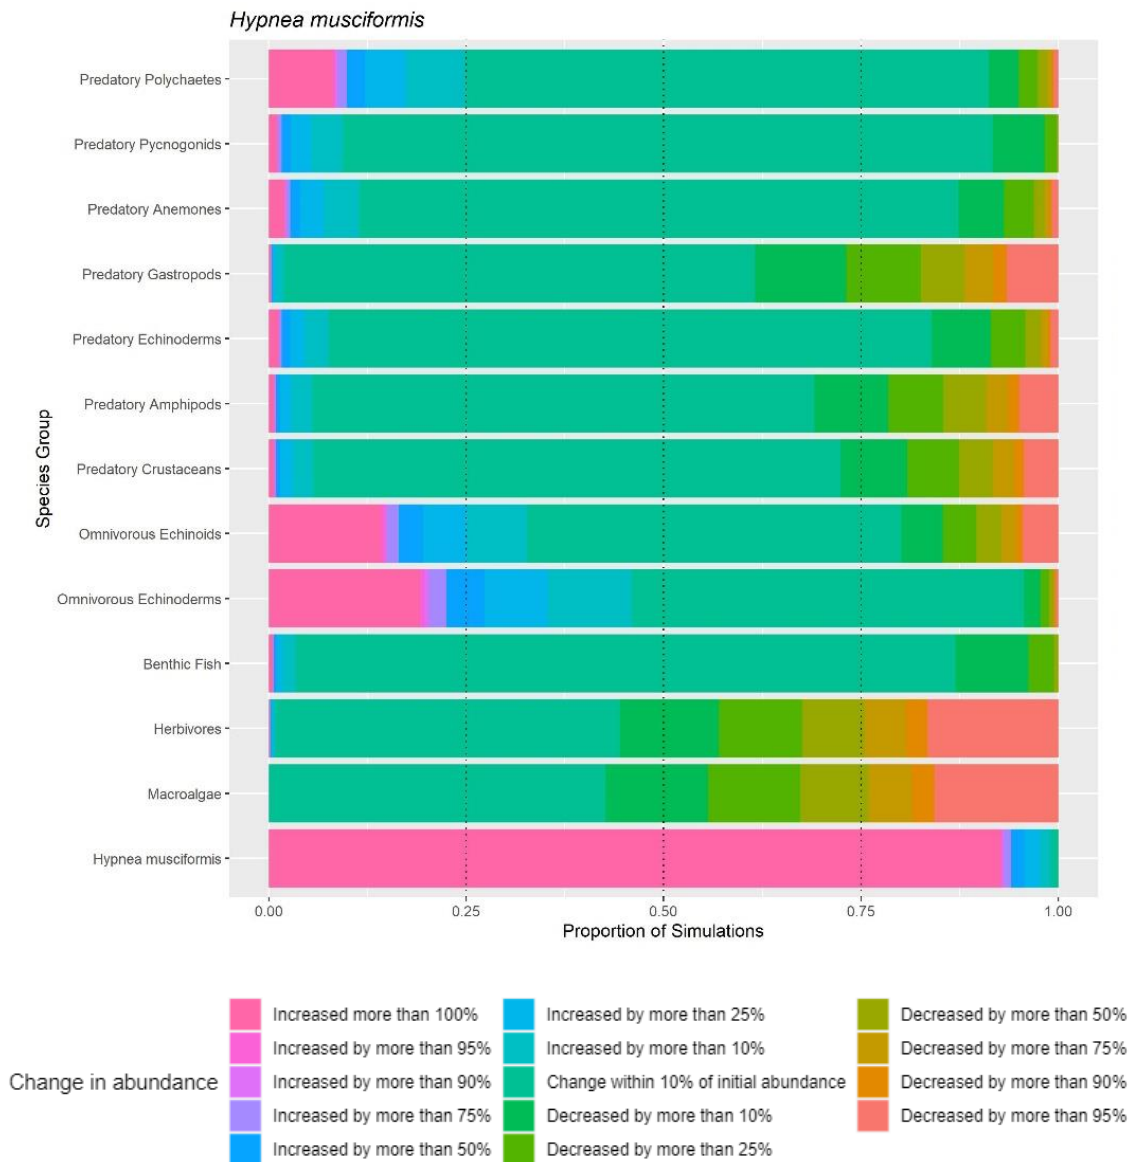 Hypnea musciformis
Predatory Polychaetes
Predatory Pycnogonids
Predatory Anemones
Predatory Gastropods
Predatory Echinoderms
Predatory Amphipods
Predatory Crustaceans
Omnivorous Echinoids
Omnivorous Echinoderms
Benthic Fish
Herbivores
Macroalgae
Hypnea musciformis
Species Group
0.00 0.25 0.50 0.75 1.00
Proportion of Simulations
Change in abundance
Increased more than 100%
Increased by more than 95%
Increased by more than 90%
Increased by more than 75%
Increased by more than 50%
Increased by more than 25%
Increased by more than 10%
Change within 10% of initial abundance
Decreased by more than 10%
Decreased by more than 25%
Decreased by more than 50%
Decreased by more than 75%
Decreased by more than 90%
Decreased by more than 95%